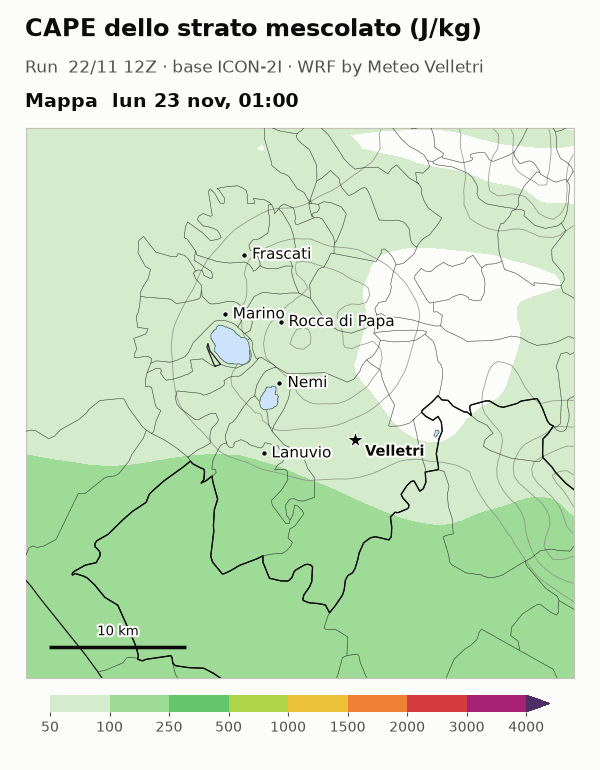 CAPE dello strato mescolato (J/kg)
Run  22/11 12Z · base ICON-2I · WRF by Meteo Velletri
Mappa  lun 23 nov, 01:00
Frascati
Marino
Rocca di Papa
Nemi
Velletri
Lanuvio
10 km
50 100 250 500 1000 1500 2000 3000 4000